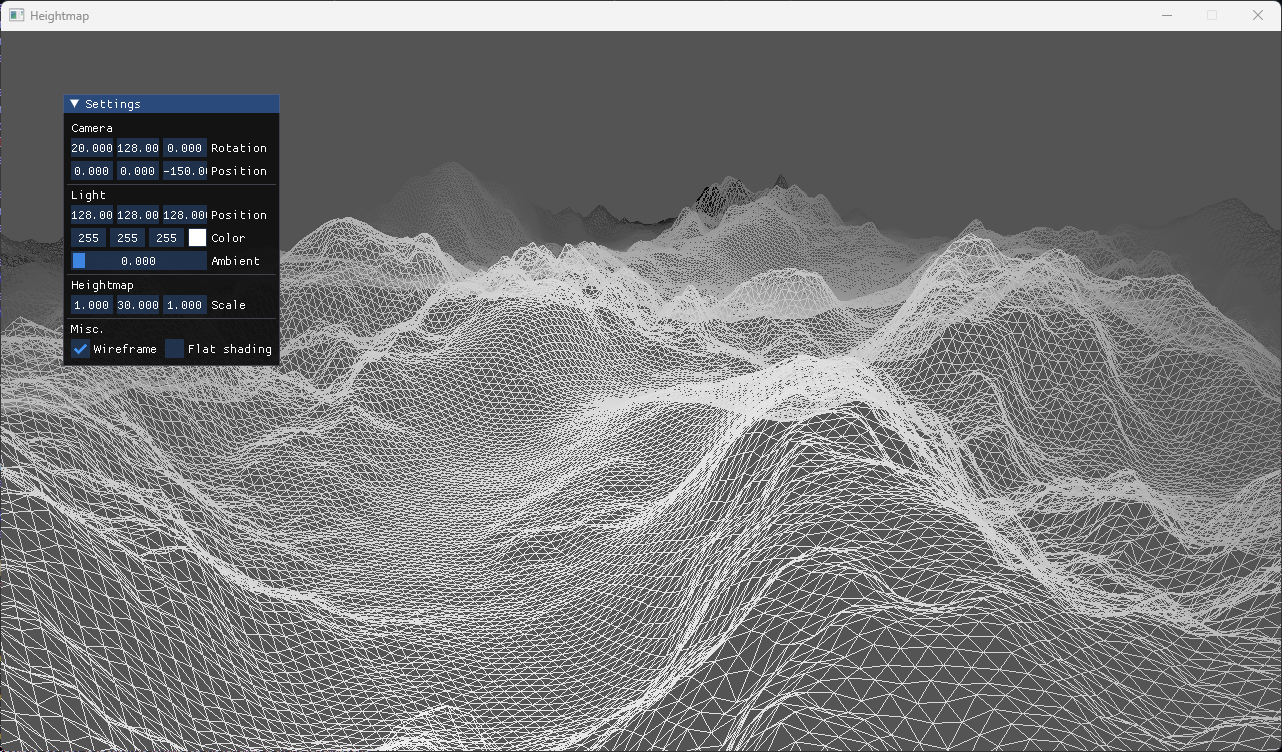 Heightmap
Settings
Camera
20.000 128.00 0.000 Rotation
0.000 0.000 -150.0 Position
Light
128.00 128.00 128.00 Position
255 255 255 Color
0.000 Ambient
Heightmap
1.000 30.000 1.000 Scale
Misc.
Wireframe Flat shading